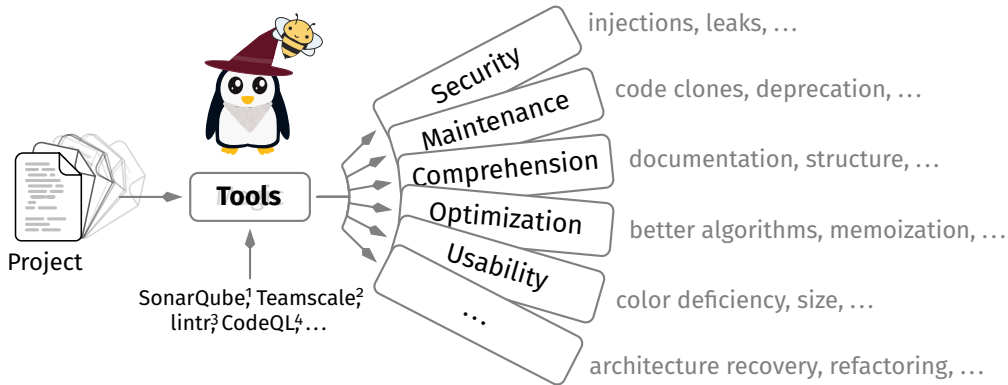 injections, leaks, …
Security
code clones, deprecation, …
Maintenance
Comprehension
documentation, structure, …
Tools
Optimization
better algorithms, memoization, …
Project
Usability
SonarQube,¹ Teamscale,²
lintr,³ CodeQL,⁴ …
color deficiency, size, …
…
architecture recovery, refactoring, …